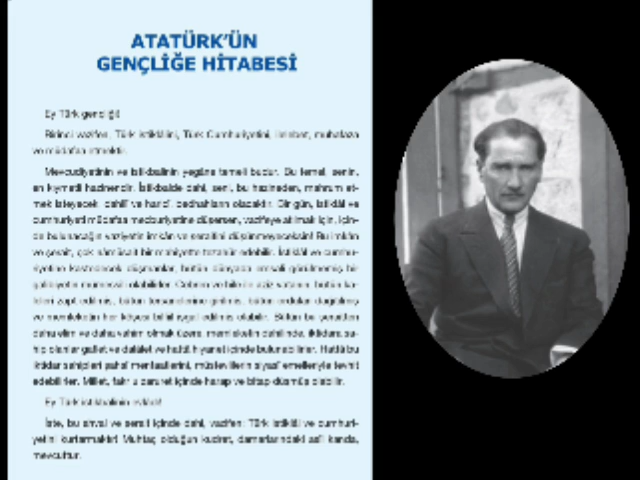 ATATÜRK'ÜN
GENÇLİĞE HİTABESİ
Ey Türk gençliği!
Birinci vazifen, Türk istiklâlini, Türk Cumhuriyetini, ilelebet, muhafaza
ve müdafaa etmektir.
Mevcudiyetinin ve istikbalinin yegâne temeli budur. Bu temel, senin,
en kıymetli hazinendir. İstikbalde dahi, seni, bu hazineden, mahrum et-
mek isteyecek, dahilî ve haricî, bedhahların olacaktır. Bir gün, istiklâl ve
cumhuriyeti müdafaa mecburiyetine düşersen, vazifeye atılmak için, için-
de bulunacağın vaziyetin imkân ve şeraitini düşünmeyeceksin! Bu imkân
ve şerait, çok nâmüsait bir mahiyette tezahür edebilir. İstiklâl ve cumhu-
riyetine kastedecek düşmanlar, bütün dünyada emsali görülmemiş bir
galibiyetin mümessili olabilirler. Cebren ve hile ile aziz vatanın, bütün ka-
leleri zapt edilmiş, bütün tersanelerine girilmiş, bütün orduları dağıtılmış
ve memleketin her köşesi bilfiil işgal edilmiş olabilir. Bütün bu şeraitten
daha elîm ve daha vahim olmak üzere, memleketin dahilinde, iktidara sa-
hip olanlar gaflet ve dalâlet ve hattâ hıyanet içinde bulunabilirler. Hattâ bu
iktidar sahipleri şahsî menfaatlerini, müstevlilerin siyasî emelleriyle tevhit
edebilirler. Millet, fakr u zaruret içinde harap ve bîtap düşmüş olabilir.
Ey Türk istikbalinin evlâdı!
İşte, bu ahval ve şerait içinde dahi, vazifen; Türk istiklâl ve cumhuri-
yetini kurtarmaktır! Muhtaç olduğun kudret, damarlarındaki asîl kanda,
mevcuttur.